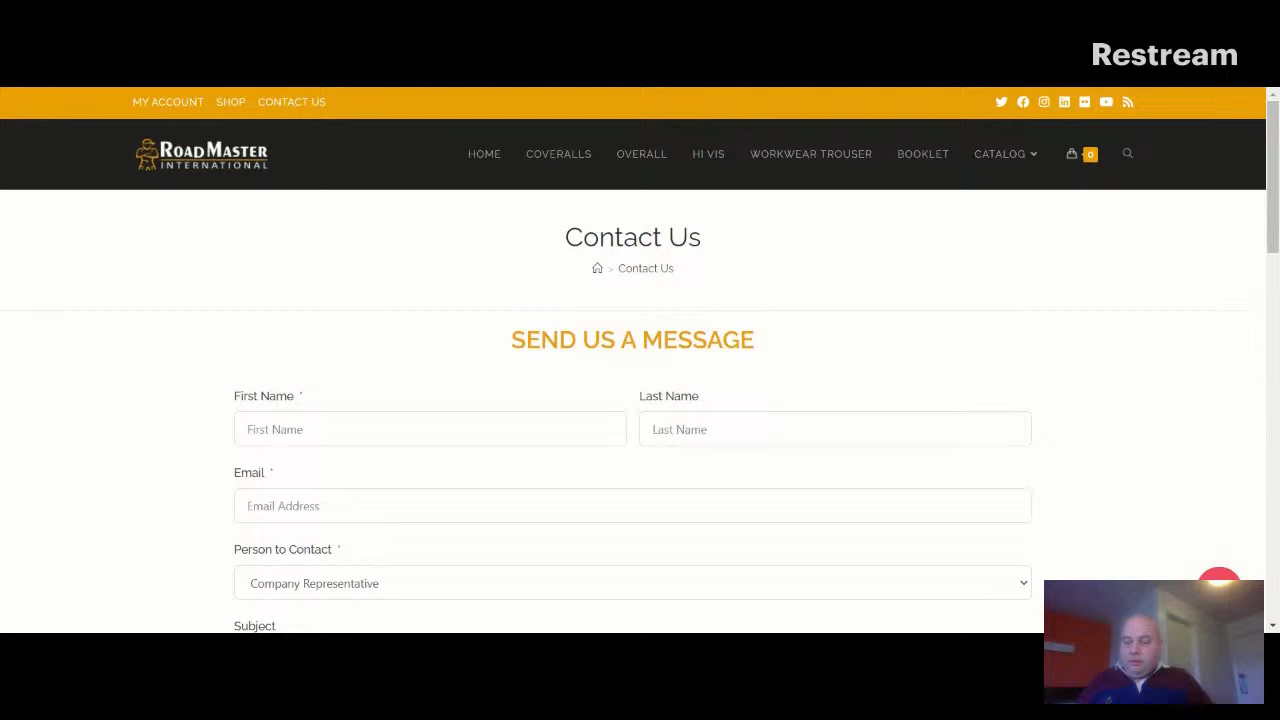 Restream
MY ACCOUNT SHOP CONTACT US
ROADMASTER INTERNATIONAL
HOME COVERALLS OVERALL HI VIS WORKWEAR TROUSER BOOKLET CATALOG 0
Contact Us
> Contact Us
SEND US A MESSAGE
First Name * Last Name
First Name Last Name
Email *
Email Address
Person to Contact *
Company Representative
Subject